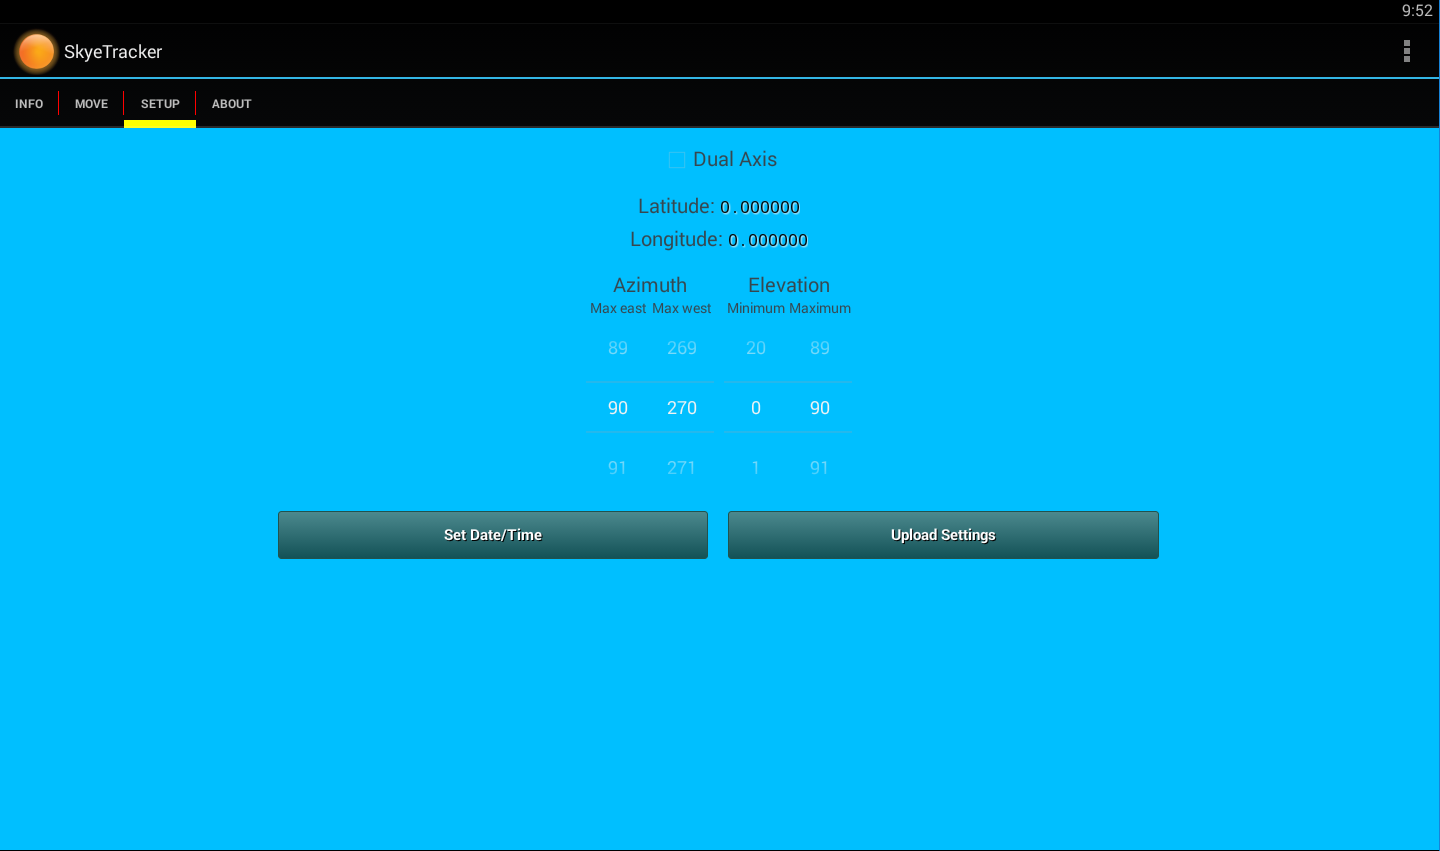 9:52
SkyeTracker
INFO MOVE SETUP ABOUT
Dual Axis
Latitude: 0.000000
Longitude: 0.000000
Azimuth Elevation
Max east Max west Minimum Maximum
89 269 20 89
90 270 0 90
91 271 1 91
Set Date/Time Upload Settings